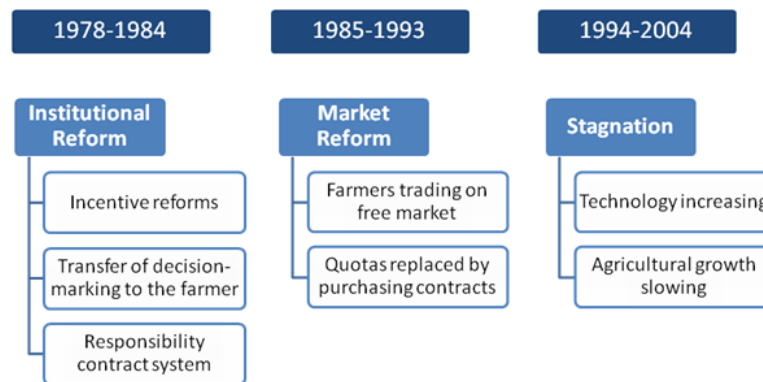 1978-1984
1985-1993
1994-2004
Institutional
Reform
Incentive reforms
Transfer of decision-
marking to the farmer
Responsibility
contract system
Market
Reform
Farmers trading on
free market
Quotas replaced by
purchasing contracts
Stagnation
Technology increasing
Agricultural growth
slowing